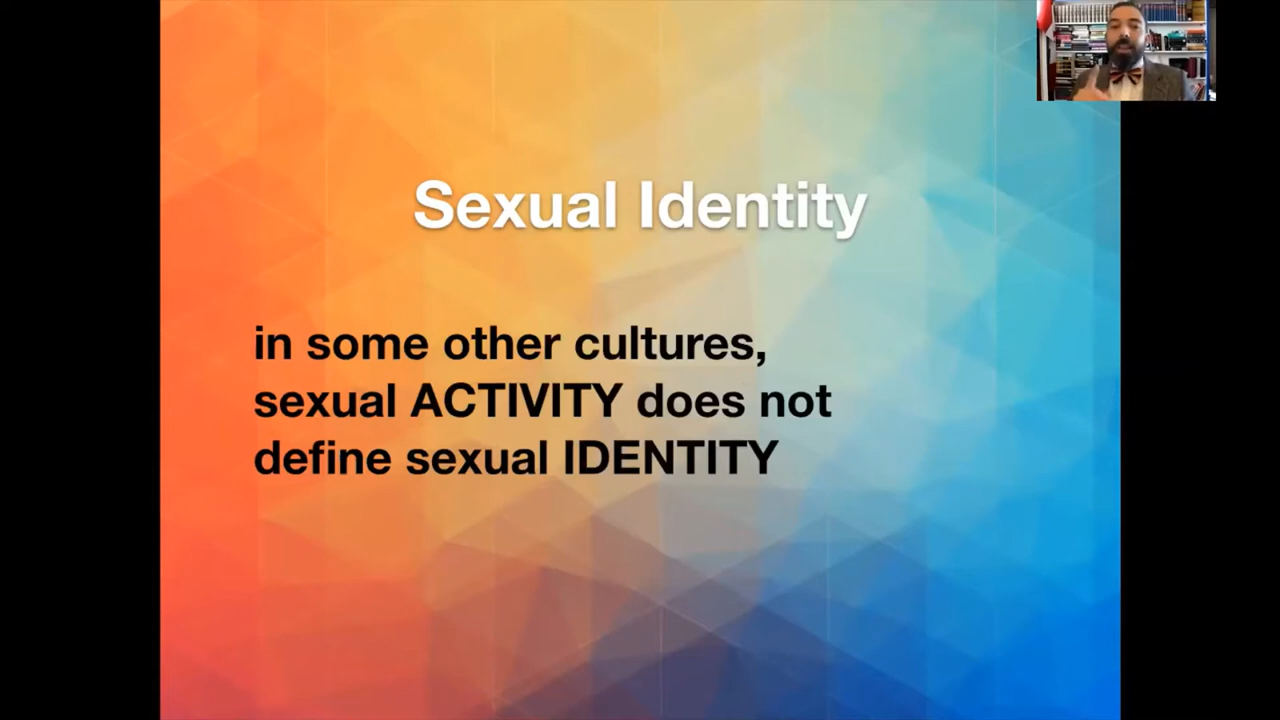 Sexual Identity
in some other cultures,
sexual ACTIVITY does not
define sexual IDENTITY